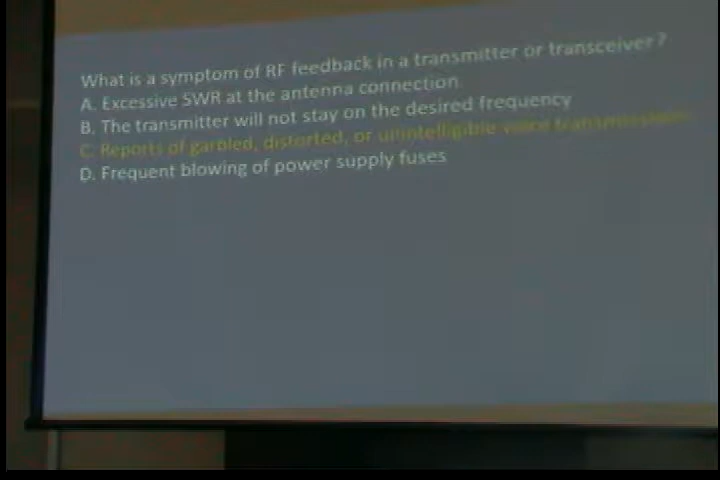 What is a symptom of RF feedback in a transmitter or transceiver?
A. Excessive SWR at the antenna connection
B. The transmitter will not stay on the desired frequency
C. Reports of garbled, distorted, or unintelligible voice transmissions
D. Frequent blowing of power supply fuses